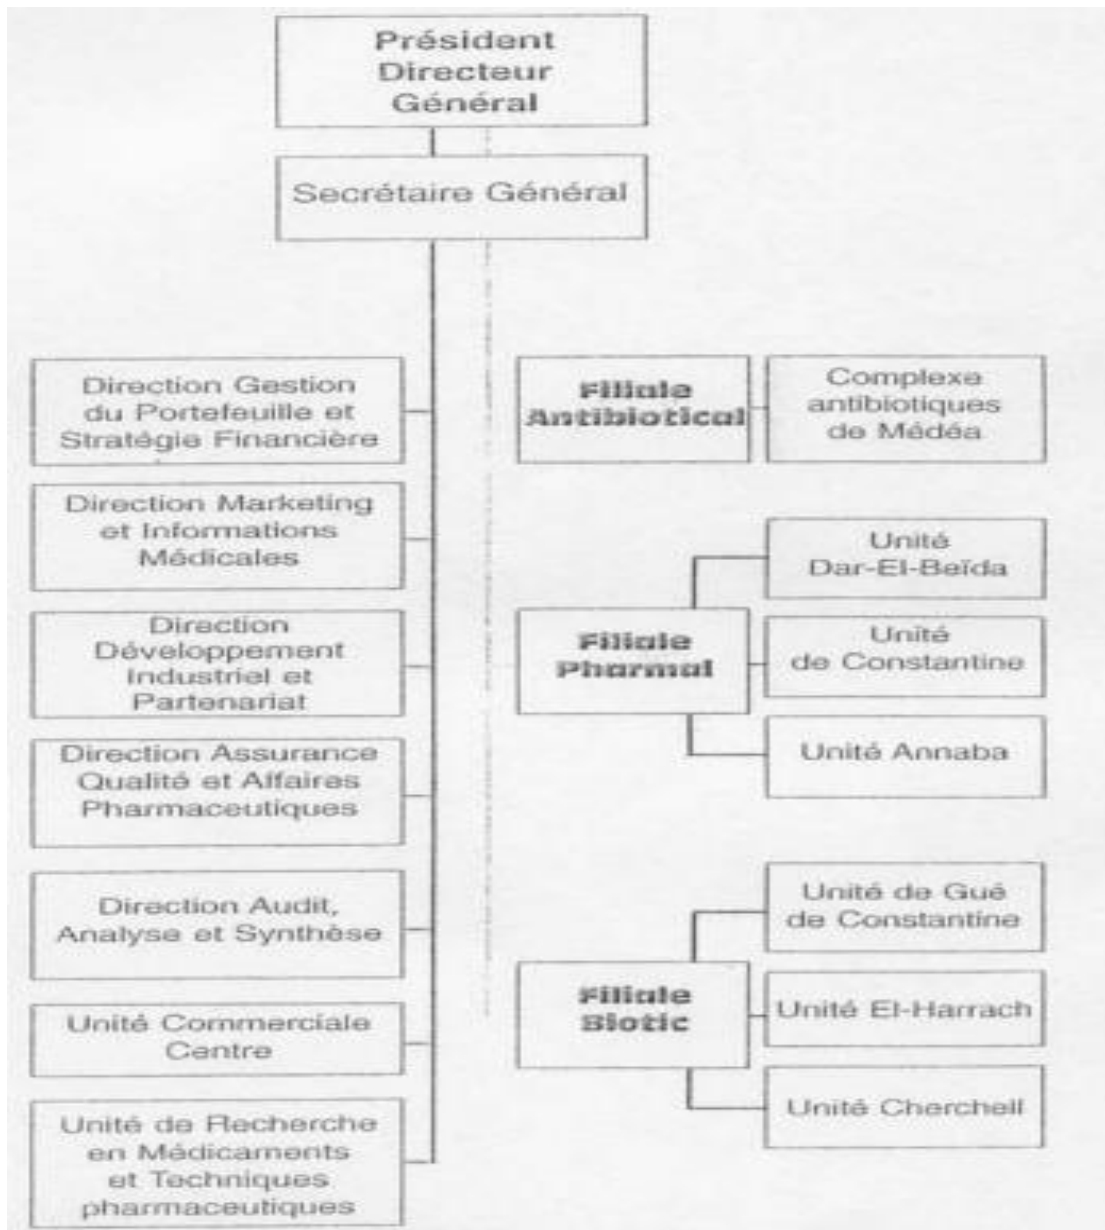 Président
Directeur
Général
Secrétaire Général
Direction Gestion
du Portefeuille et
Stratégie Financière
Direction Marketing
et Informations
Médicales
Direction
Développement
Industriel et
Partenariat
Direction Assurance
Qualité et Affaires
Pharmaceutiques
Direction Audit,
Analyse et Synthèse
Unité Commerciale
Centre
Unité de Recherche
en Médicaments
et Techniques
pharmaceutiques
Filiale
Antibiotical
Complexe
antibiotiques
de Médéa
Filiale
Pharmal
Unité
Dar-El-Beïda
Unité
de Constantine
Unité Annaba
Filiale
Biotic
Unité de Gué
de Constantine
Unité El-Harrach
Unité Cherchell